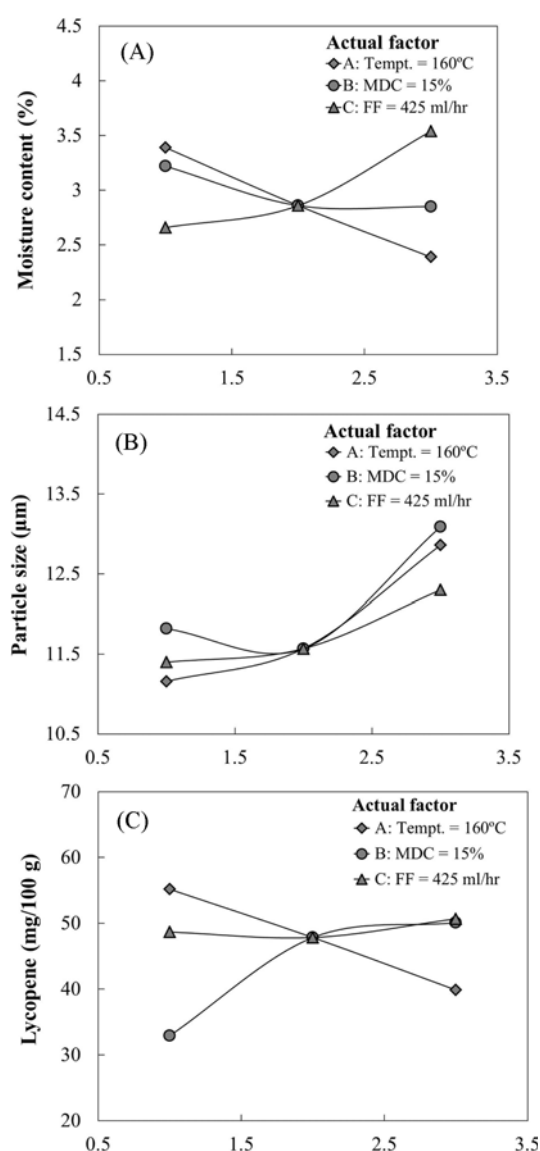 4.5
(A)
Actual factor
A: Tempt. = 160ºC
B: MDC = 15%
C: FF = 425 ml/hr
3.5
2.5
1.5
Moisture content (%)
0.5 1.5 2.5 3.5
14.5
(B)
Actual factor
A: Tempt. = 160ºC
B: MDC = 15%
C: FF = 425 ml/hr
13.5
12.5
11.5
10.5
Particle size (µm)
0.5 1.5 2.5 3.5
70
(C)
Actual factor
A: Tempt. = 160ºC
B: MDC = 15%
C: FF = 425 ml/hr
60
50
40
30
20
Lycopene (mg/100 g)
0.5 1.5 2.5 3.5